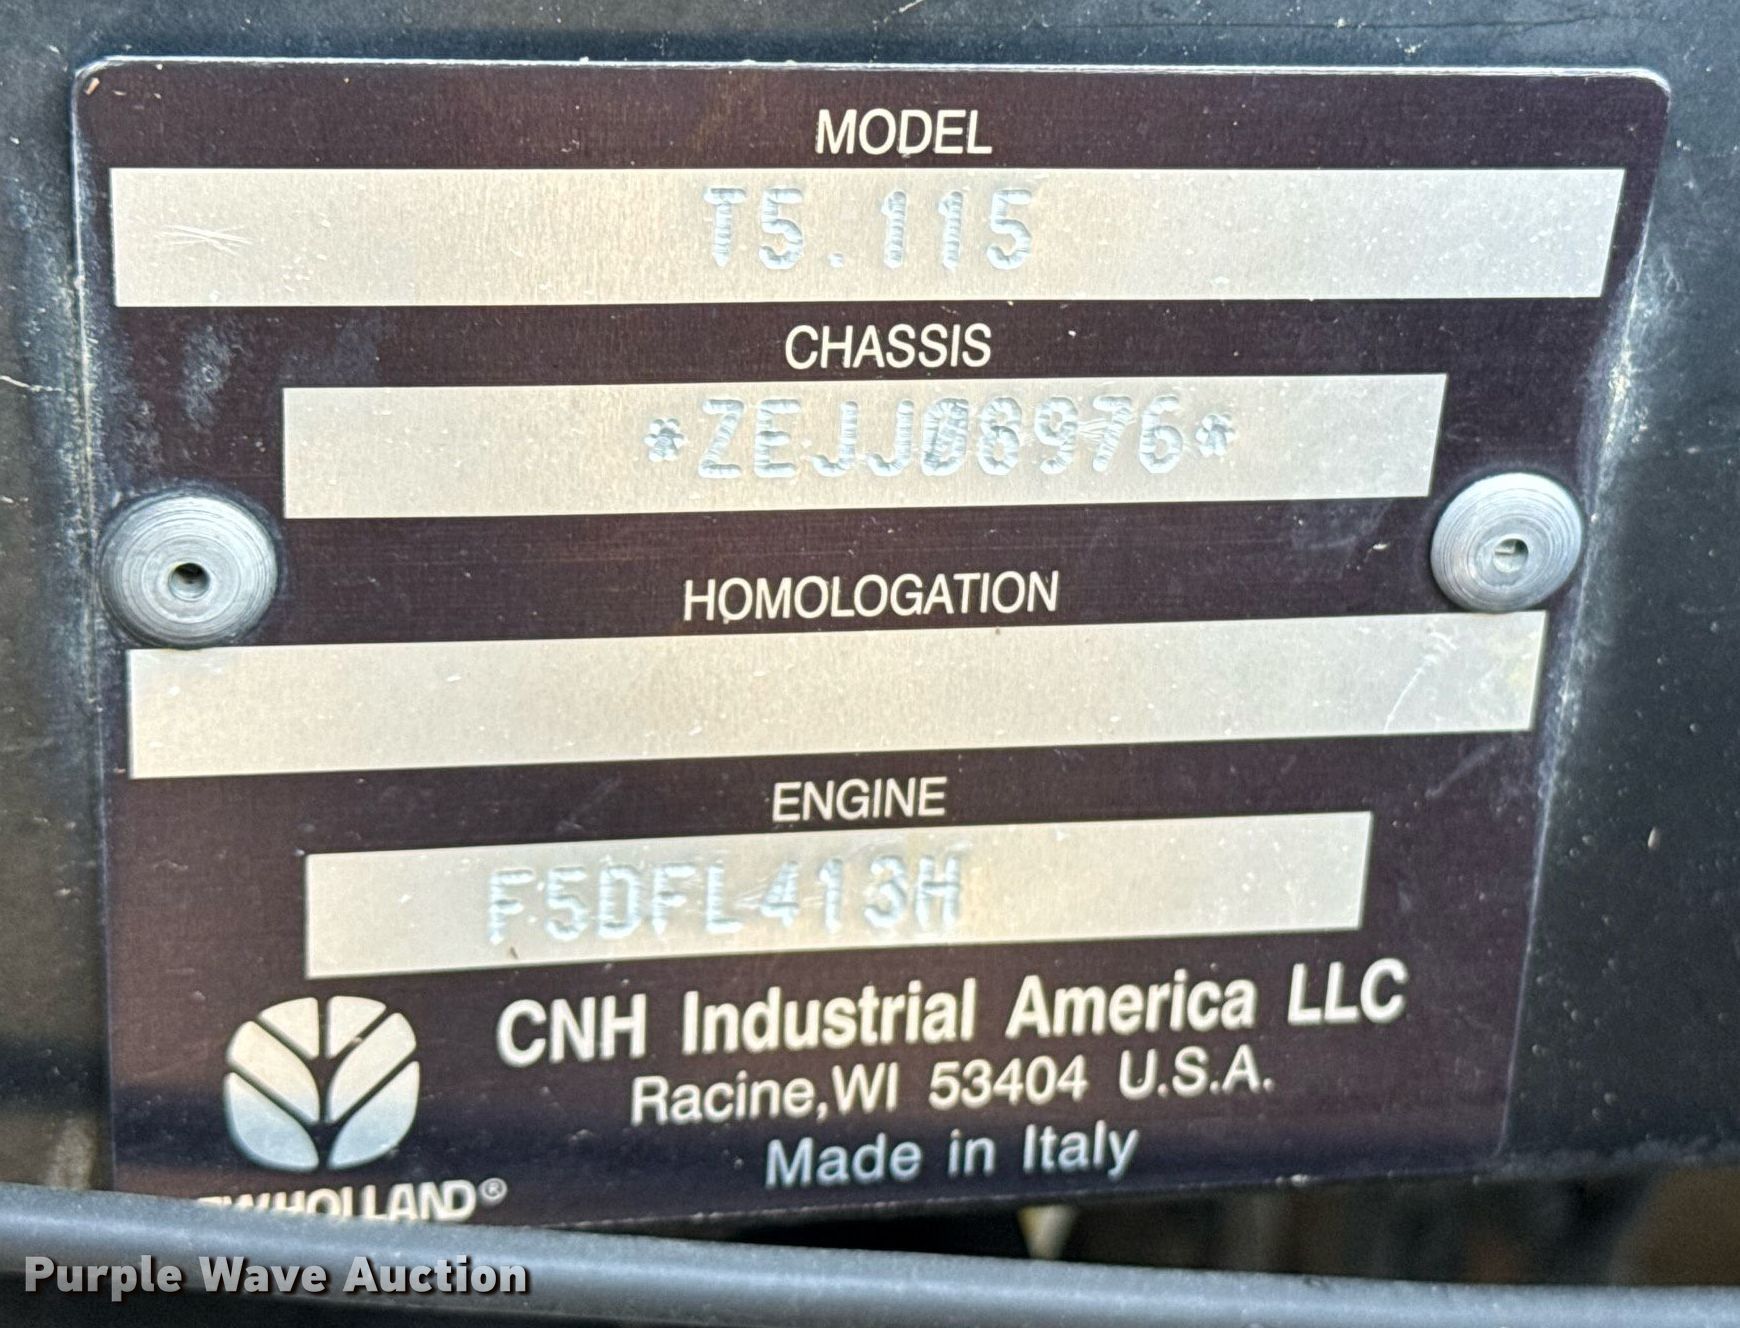 MODEL
T5.115
CHASSIS
*ZEJJ08976*
HOMOLOGATION
ENGINE
F5DFL413H
CNH Industrial America LLC
Racine,WI 53404 U.S.A.
Made in Italy
HOLLAND®
Purple Wave Auction